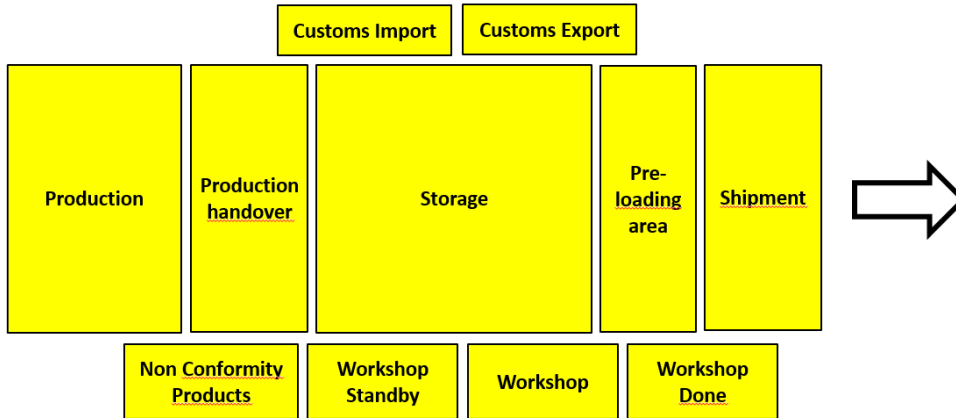 Customs Import
Customs Export
Production
Production
handover
Storage
Pre-
loading
area
Shipment
Non Conformity
Products
Workshop
Standby
Workshop
Workshop
Done